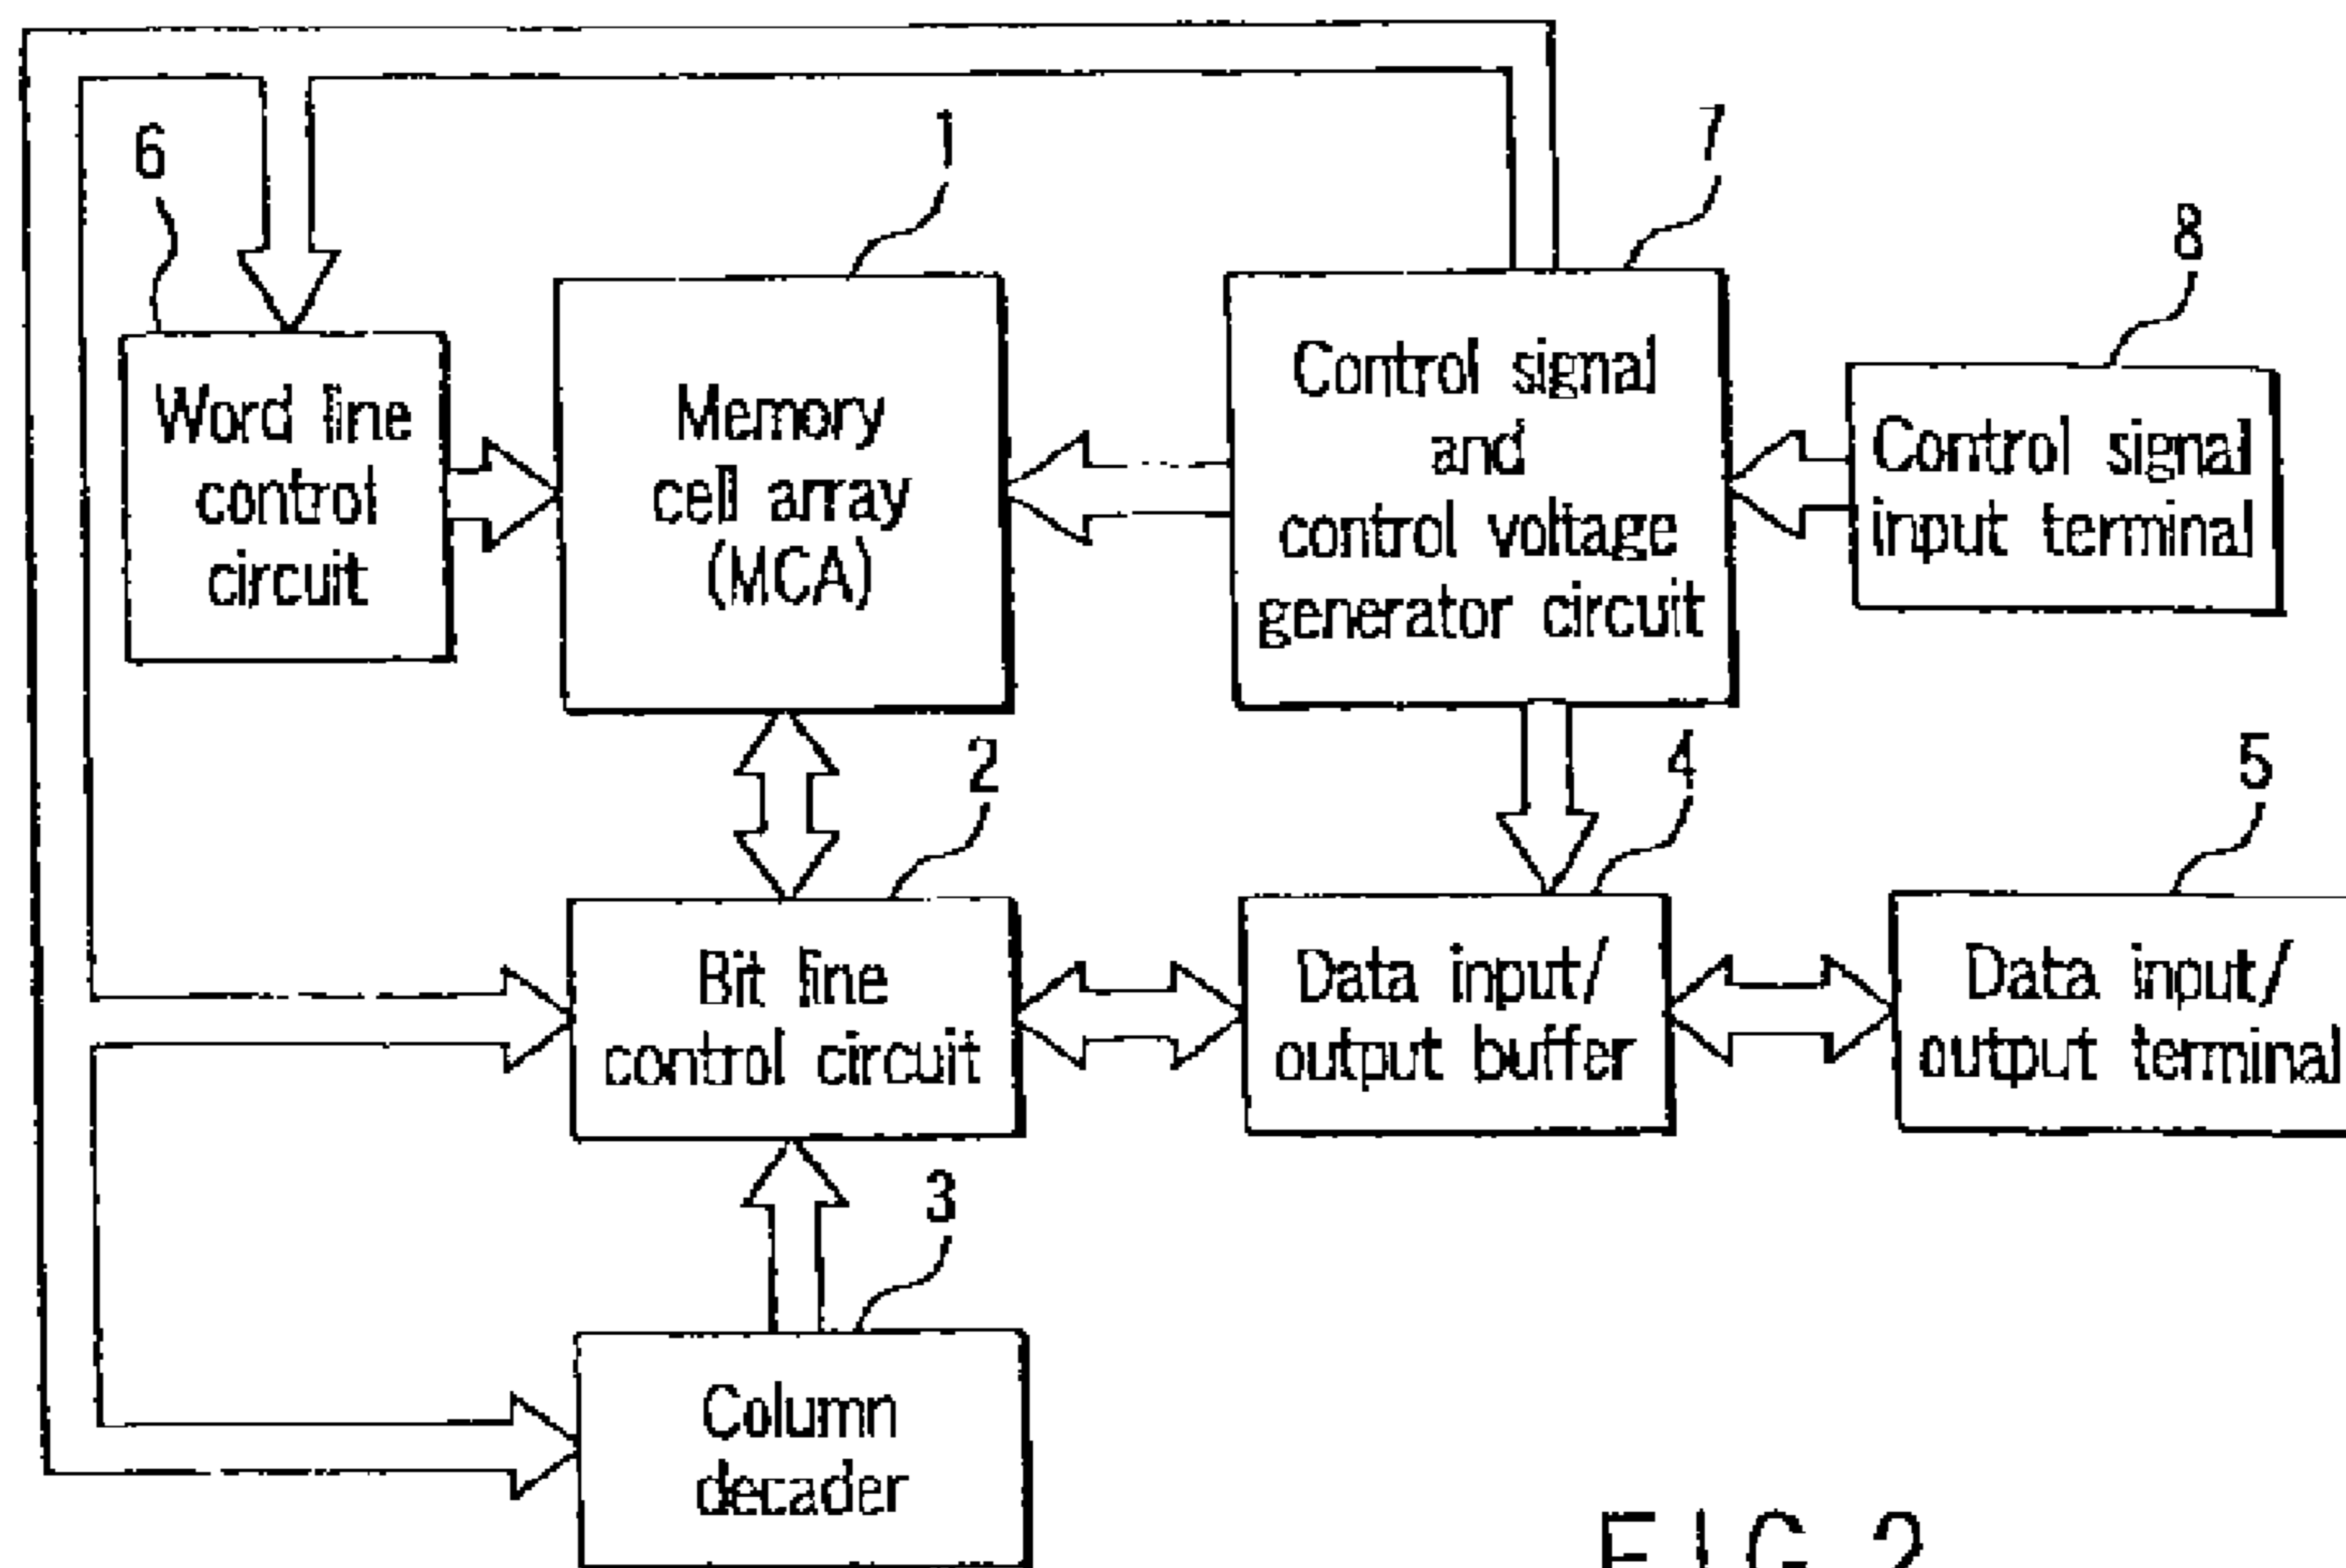 6
1
7
8
Word line
control
circuit
Memory
cell array
(MCA)
Control signal
and
control voltage
generator circuit
Control signal
input terminal
2
4
5
Bit line
control circuit
Data input/
output buffer
Data input/
output terminal
3
Column
decader
FIG.2